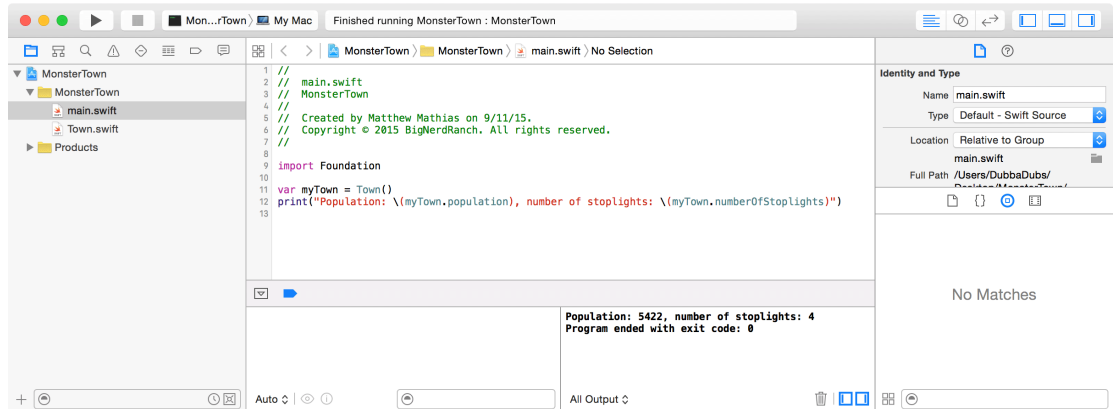 Mon...rTown 〉 My Mac
Finished running MonsterTown : MonsterTown
MonsterTown 〉 MonsterTown 〉 main.swift 〉 No Selection
MonsterTown
MonsterTown
main.swift
Town.swift
Products
1 //
2 //  main.swift
3 //  MonsterTown
4 //
5 //  Created by Matthew Mathias on 9/11/15.
6 //  Copyright © 2015 BigNerdRanch. All rights reserved.
7 //
8
9 import Foundation
10
11 var myTown = Town()
12 print("Population: \(myTown.population), number of stoplights: \(myTown.numberOfStoplights)")
13
Auto
Population: 5422, number of stoplights: 4
Program ended with exit code: 0
All Output
Identity and Type
Name main.swift
Type Default - Swift Source
Location Relative to Group
main.swift
Full Path /Users/DubbaDubs/
Desktop/MonsterTown/
{}
No Matches